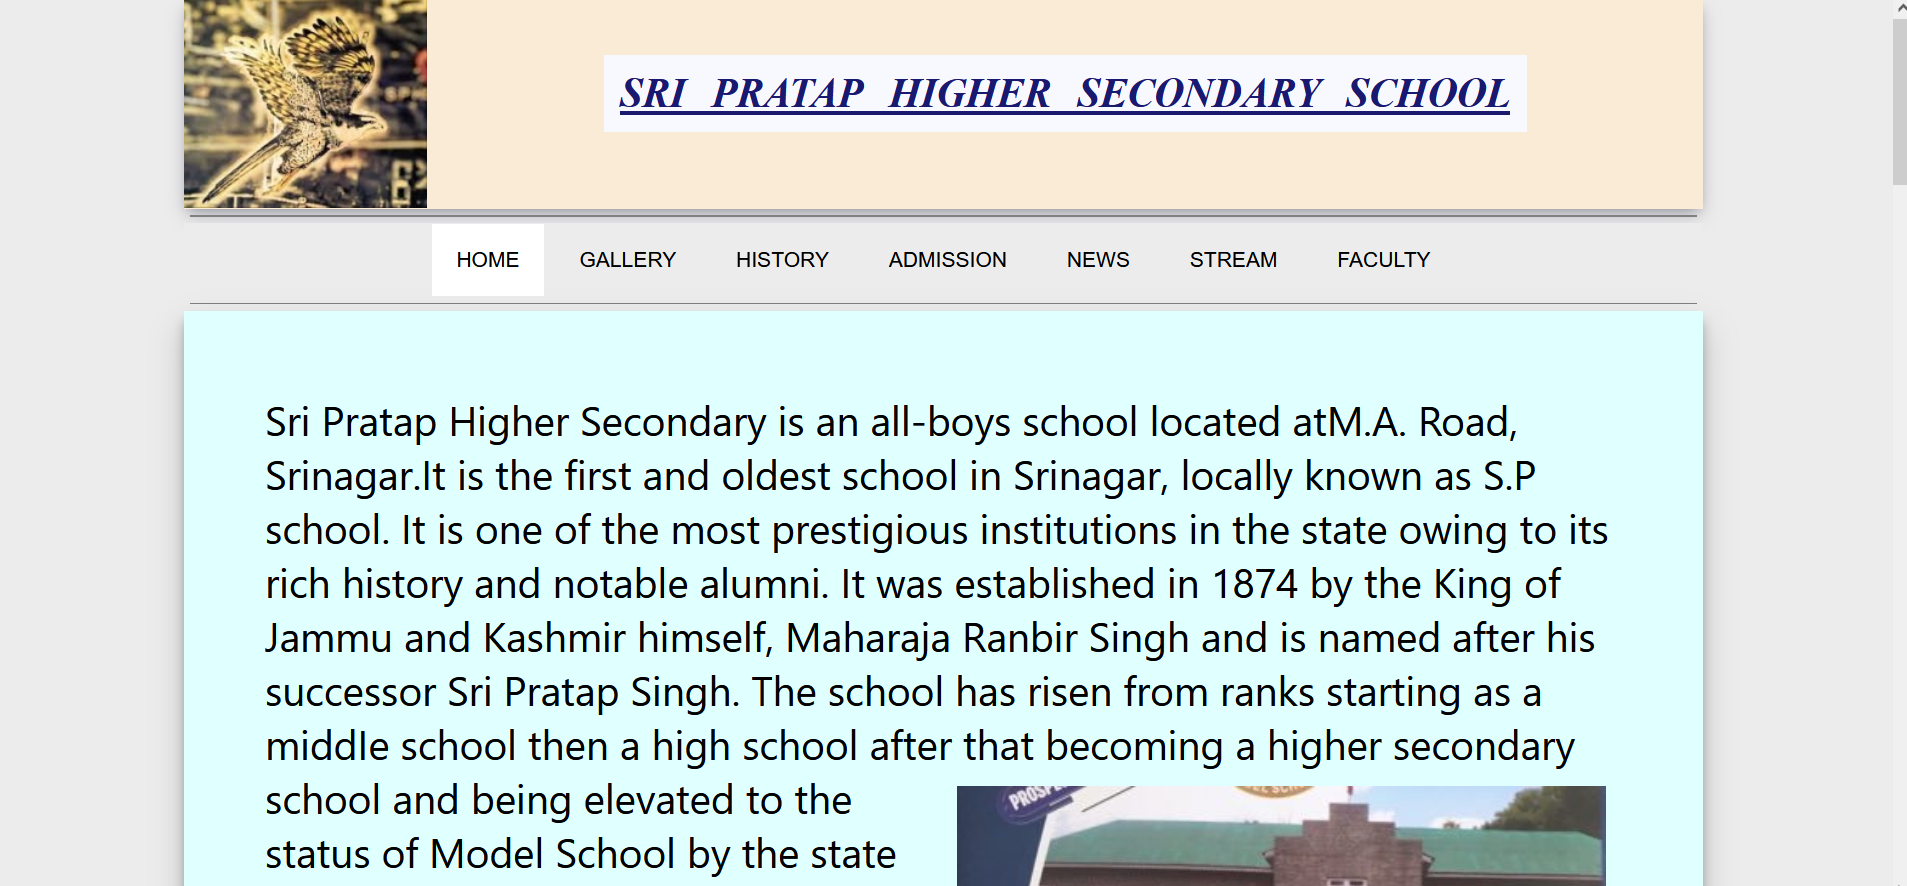 SRI PRATAP HIGHER SECONDARY SCHOOL
HOME GALLERY HISTORY ADMISSION NEWS STREAM FACULTY
Sri Pratap Higher Secondary is an all-boys school located atM.A. Road,
Srinagar.It is the first and oldest school in Srinagar, locally known as S.P
school. It is one of the most prestigious institutions in the state owing to its
rich history and notable alumni. It was established in 1874 by the King of
Jammu and Kashmir himself, Maharaja Ranbir Singh and is named after his
successor Sri Pratap Singh. The school has risen from ranks starting as a
middle school then a high school after that becoming a higher secondary
school and being elevated to the
status of Model School by the state